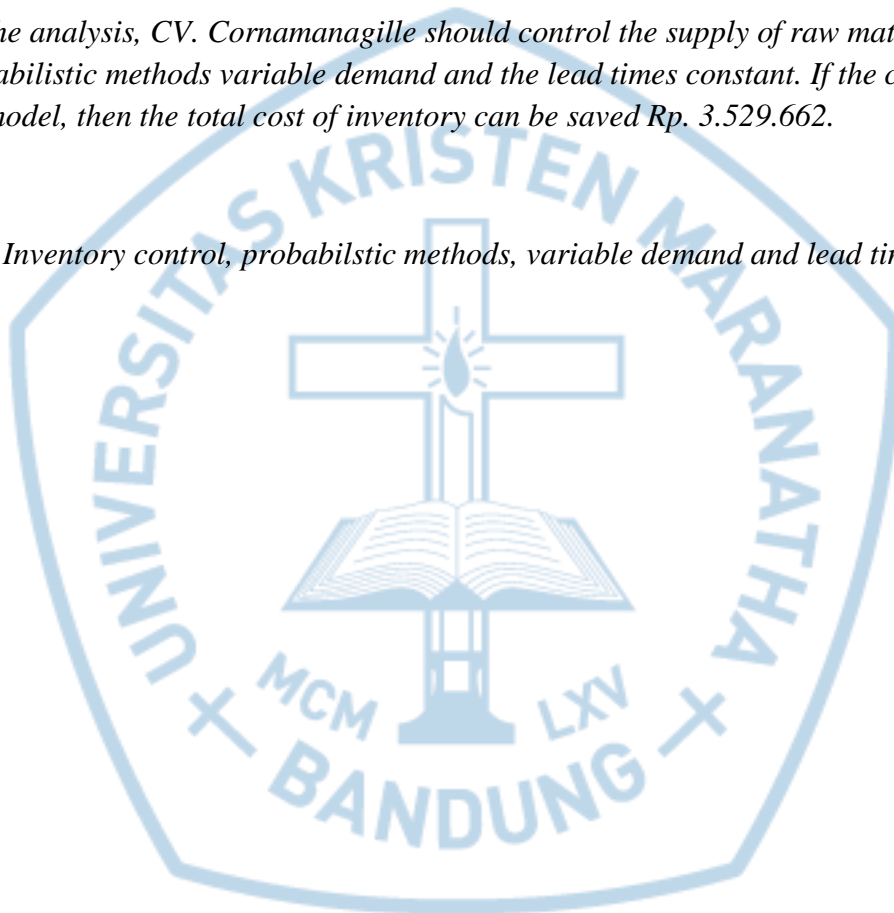 he analysis, CV. Cornamanagille should control the supply of raw mat
abilistic methods variable demand and the lead times constant. If the c
nodel, then the total cost of inventory can be saved Rp. 3.529.662.
Inventory control, probabilstic methods, variable demand and lead tin
UNIVERSITAS KRISTEN MARANATHA
MCM LXV
BANDUNG